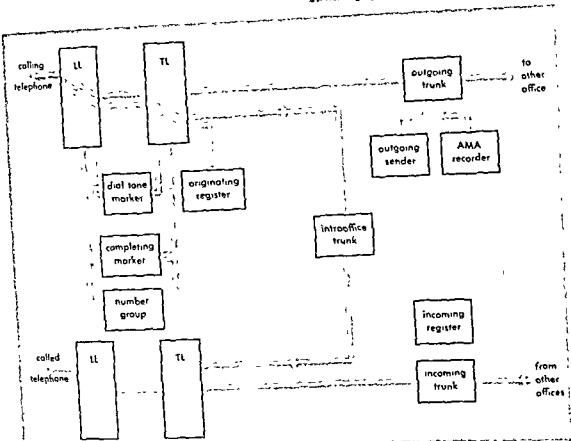 calling
telephone
LL
TL
outgoing
trunk
to
other
office
outgoing
sender
AMA
recorder
dial tone
marker
originating
register
completing
marker
intraoffice
trunk
number
group
incoming
register
called
telephone
LL
TL
incoming
trunk
from
other
offices